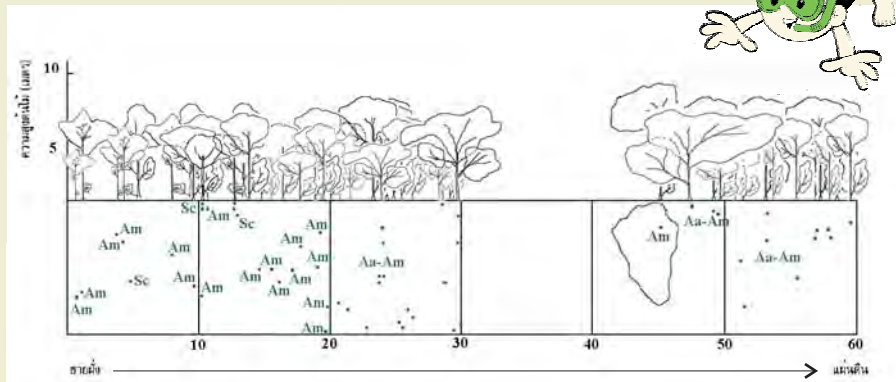 ความสูงต้นไม้ (เมตร)
10
5
Sc Am Sc
Am Am Am
Am Am Am
Am Am Aa-Am Am Aa-Am
Am Am Am Am Aa-Am
Sc Am
Am Am
Am Am
Am
10 20 30 40 50 60
ชายฝั่ง แผ่นดิน